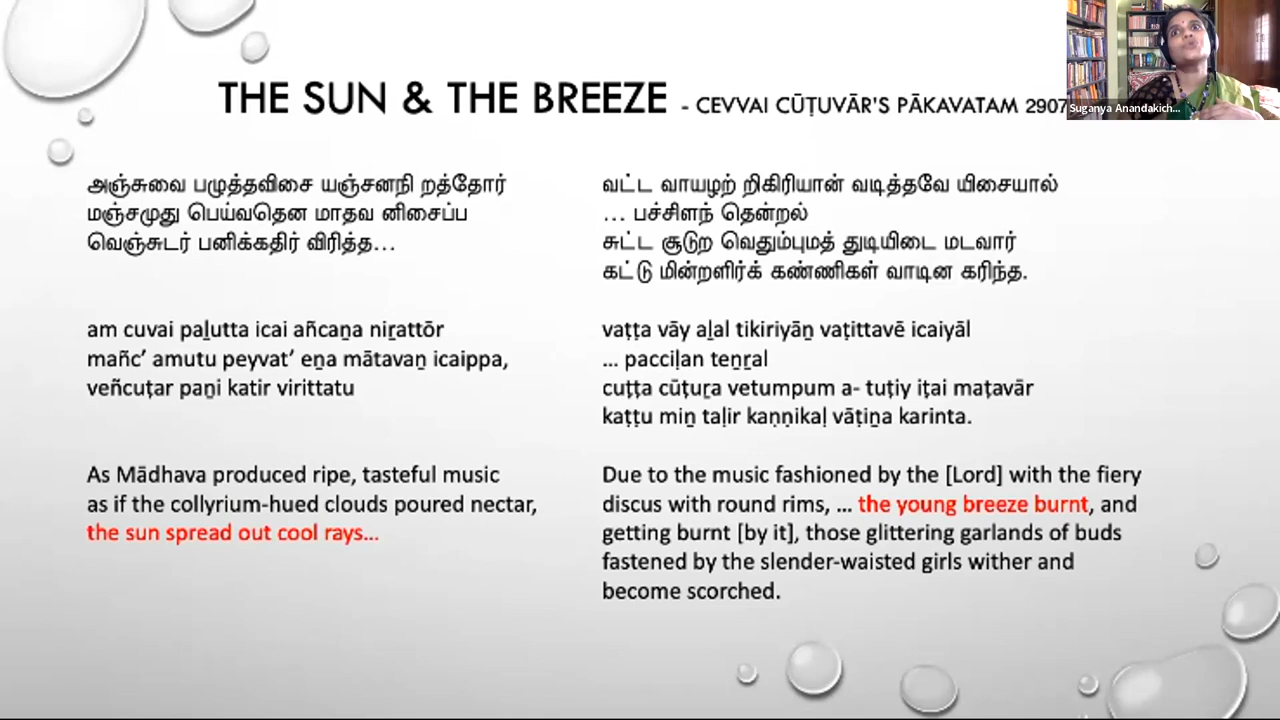 THE SUN & THE BREEZE - CEVVAI CŪṬUVĀR'S PĀKAVATAM 2907
Suganya Anandakich...
அஞ்சுவை பழுத்தவிசை யஞ்சனநி றத்தோர்
மஞ்சமுது பெய்வதென மாதவ னிசைப்ப
வெஞ்சுடர் பனிக்கதிர் விரித்த...
am cuvai paḻutta icai añcaṉa niṟattōr
mañc’ amutu peyvat’ eṉa mātavaṉ icaippa,
veñcuṭar paṉi katir virittatu
As Mādhava produced ripe, tasteful music
as if the collyrium-hued clouds poured nectar,
the sun spread out cool rays...
வட்ட வாயழற் றிகிரியான் வடித்தவே யிசையால்
... பச்சிளந் தென்றல்
சுட்ட சூடுற வெதும்புமத் துடியிடை மடவார்
கட்டு மின்றளிர்க் கண்ணிகள் வாடின கரிந்த.
vaṭṭa vāy aḻal tikiriyāṉ vaṭittavē icaiyāl
... pacciḷan teṉṟal
cuṭṭa cūṭuṟa vetumpum a- tuṭiy iṭai maṭavār
kaṭṭu miṉ taḷir kaṇṇikaḷ vāṭiṉa karinta.
Due to the music fashioned by the [Lord] with the fiery
discus with round rims, ... the young breeze burnt, and
getting burnt [by it], those glittering garlands of buds
fastened by the slender-waisted girls wither and
become scorched.